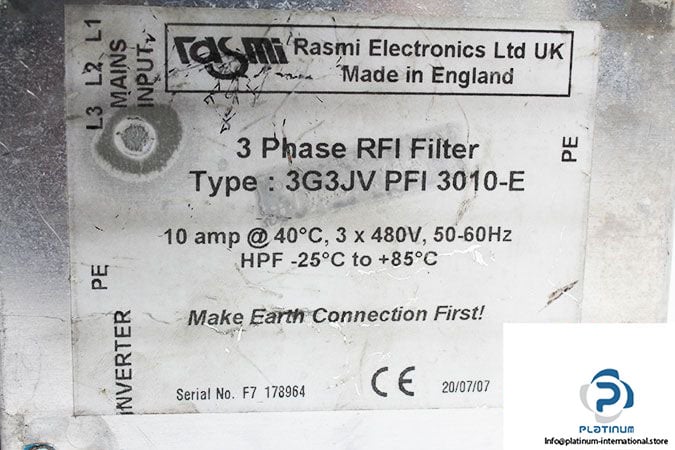 L3 L2 L1
MAINS
INPUT
rasmi
Rasmi Electronics Ltd UK
Made in England
3 Phase RFI Filter
Type : 3G3JV PFI 3010-E
PE
10 amp @ 40°C, 3 x 480V, 50-60Hz
HPF -25°C to +85°C
PE
Make Earth Connection First!
INVERTER
Serial No. F7 178964
CE
20/07/07
PLATINUM
Info@platinum-international.store